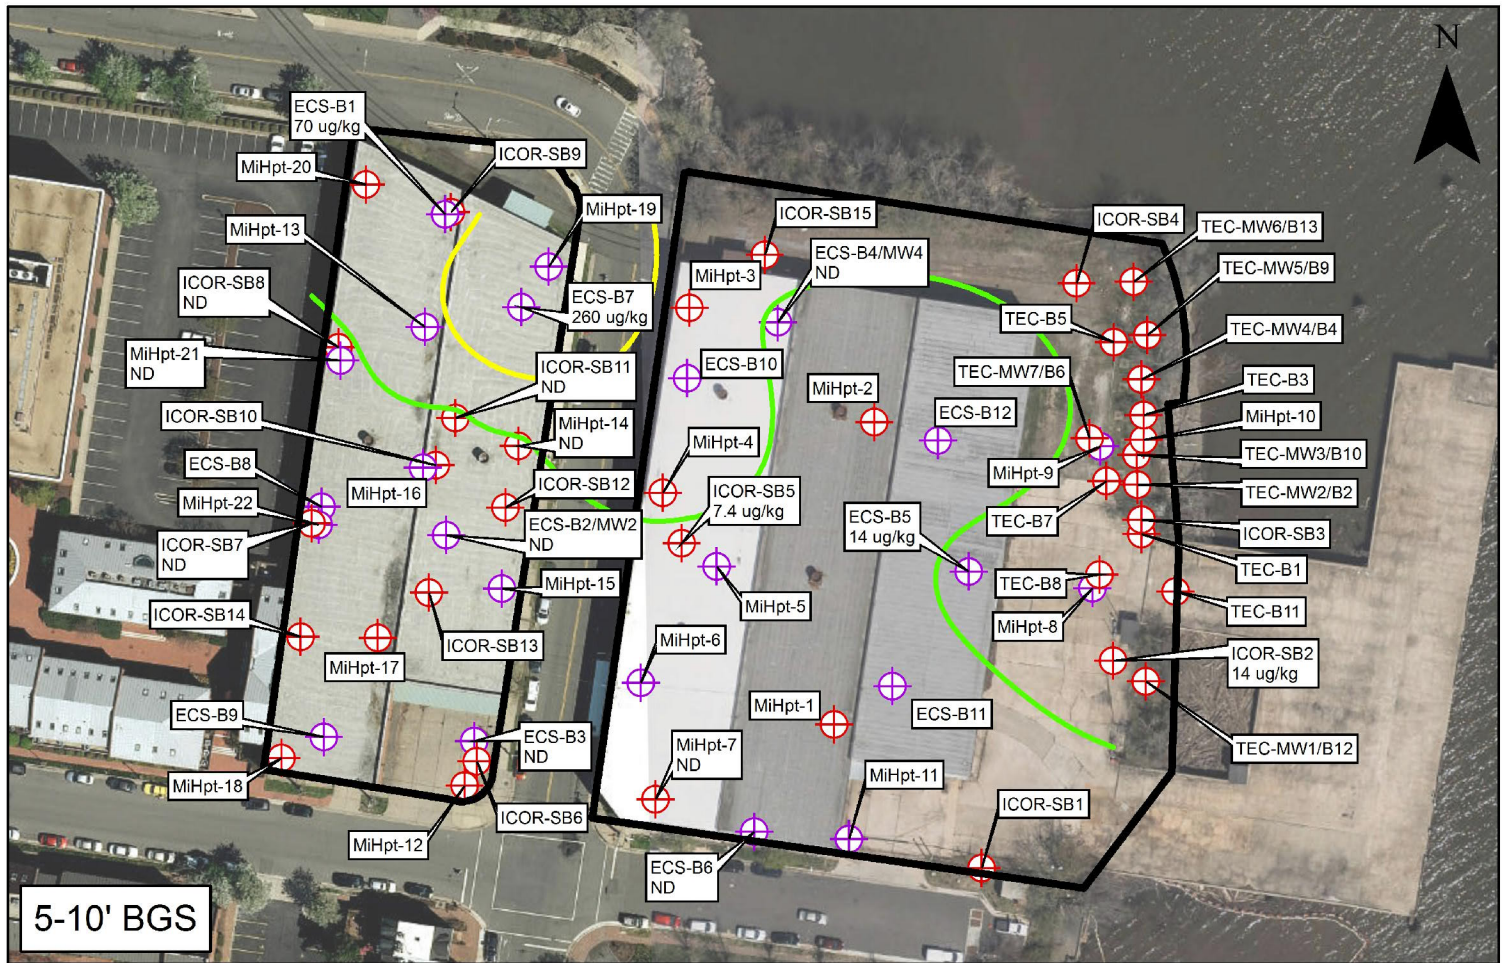 N
ECS-B1
70 ug/kg
ICOR-SB9
MiHpt-20
MiHpt-19
MiHpt-13
ICOR-SB8
ND
MiHpt-21
ND
ECS-B7
260 ug/kg
ICOR-SB11
ND
ICOR-SB10
MiHpt-14
ND
ECS-B8
MiHpt-16
MiHpt-22
ICOR-SB12
ICOR-SB7
ND
ECS-B2/MW2
ND
MiHpt-15
ICOR-SB14
ICOR-SB13
MiHpt-17
ECS-B9
ECS-B3
ND
MiHpt-18
ICOR-SB6
MiHpt-12
ICOR-SB15
ICOR-SB4
TEC-MW6/B13
ECS-B4/MW4
ND
MiHpt-3
TEC-MW5/B9
TEC-B5
TEC-MW4/B4
ECS-B10
TEC-MW7/B6
TEC-B3
MiHpt-2
ECS-B12
MiHpt-10
MiHpt-4
MiHpt-9
TEC-MW3/B10
ICOR-SB5
7.4 ug/kg
TEC-MW2/B2
ECS-B5
14 ug/kg
TEC-B7
ICOR-SB3
TEC-B1
TEC-B8
MiHpt-5
TEC-B11
MiHpt-8
MiHpt-6
ICOR-SB2
14 ug/kg
MiHpt-1
ECS-B11
MiHpt-7
ND
TEC-MW1/B12
MiHpt-11
ICOR-SB1
ECS-B6
ND
5-10' BGS